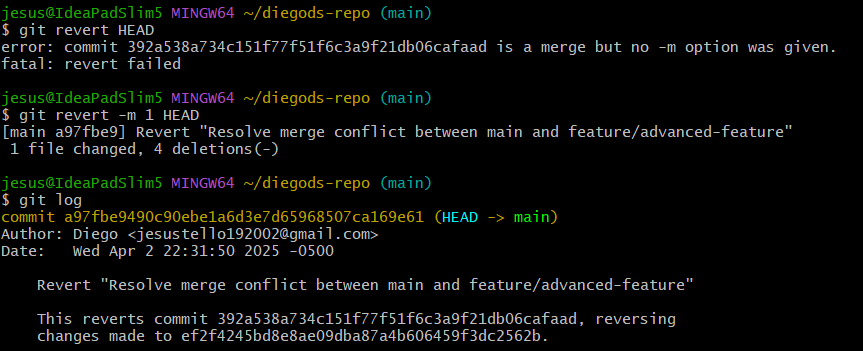 jesus@IdeaPadSlim5 MINGW64 ~/diegods-repo (main)
$ git revert HEAD
error: commit 392a538a734c151f77f51f6c3a9f21db06cafaad is a merge but no -m option was given.
fatal: revert failed
jesus@IdeaPadSlim5 MINGW64 ~/diegods-repo (main)
$ git revert -m 1 HEAD
[main a97fbe9] Revert "Resolve merge conflict between main and feature/advanced-feature"
 1 file changed, 4 deletions(-)
jesus@IdeaPadSlim5 MINGW64 ~/diegods-repo (main)
$ git log
commit a97fbe9490c90ebe1a6d3e7d65968507ca169e61 (HEAD -> main)
Author: Diego <jesustello192002@gmail.com>
Date:   Wed Apr 2 22:31:50 2025 -0500
    Revert "Resolve merge conflict between main and feature/advanced-feature"
    This reverts commit 392a538a734c151f77f51f6c3a9f21db06cafaad, reversing
    changes made to ef2f4245bd8e8ae09dba87a4b606459f3dc2562b.